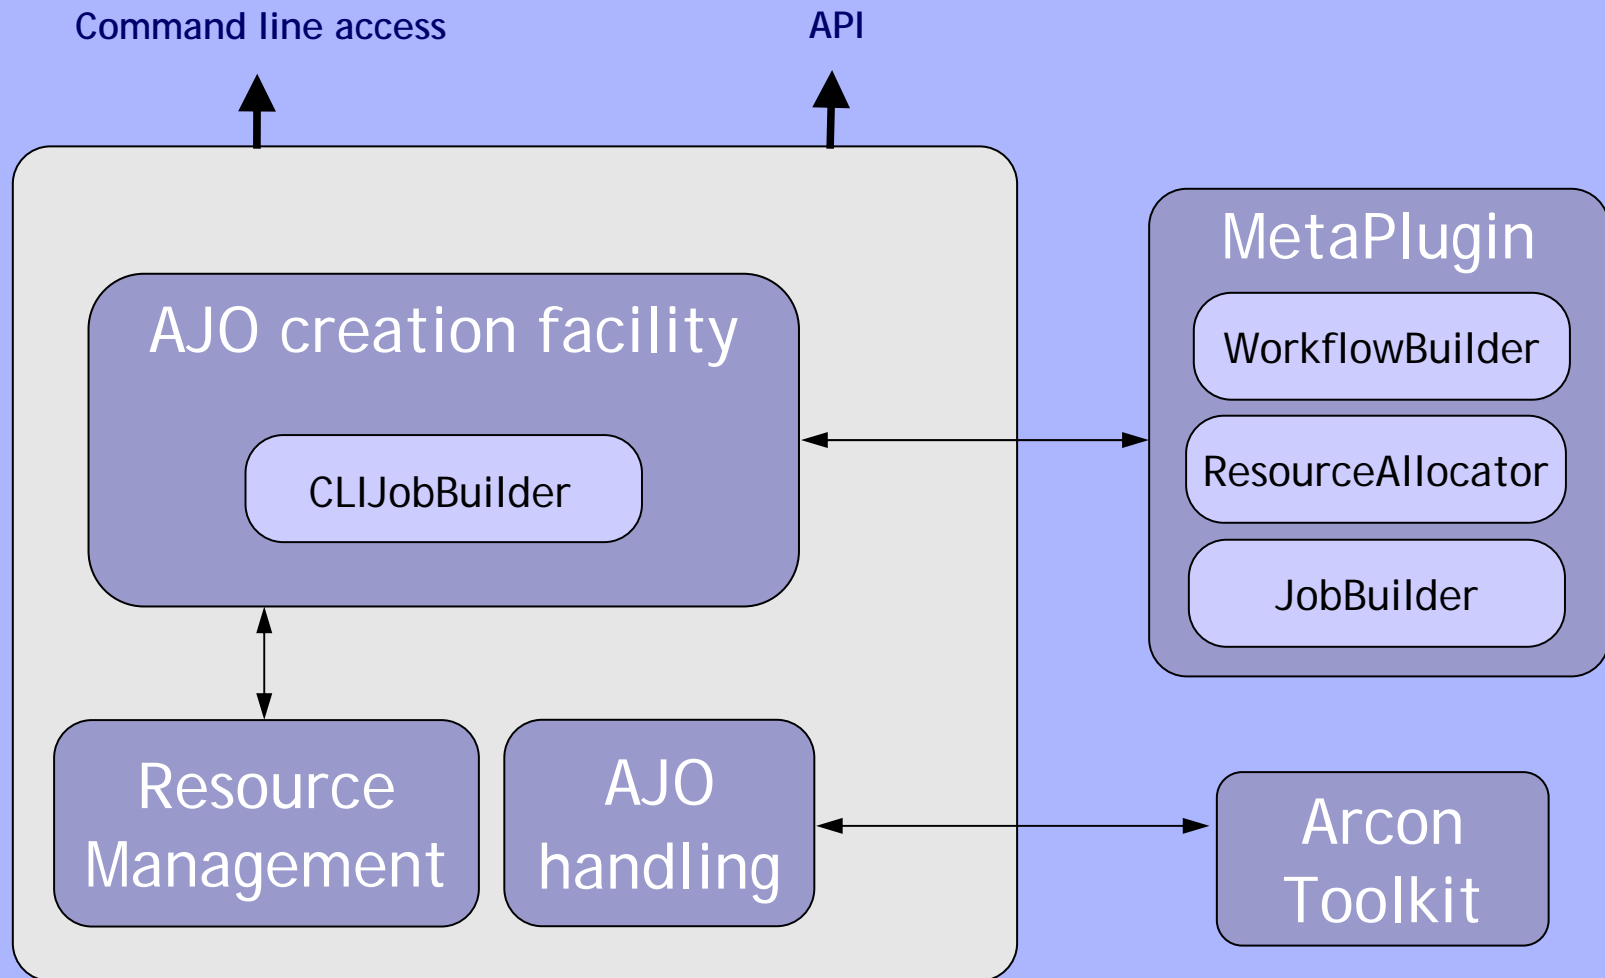 Command line access
API
MetaPlugin
WorkflowBuilder
ResourceAllocator
JobBuilder
AJO creation facility
CLIJobBuilder
Resource
Management
AJO
handling
Arcon
Toolkit